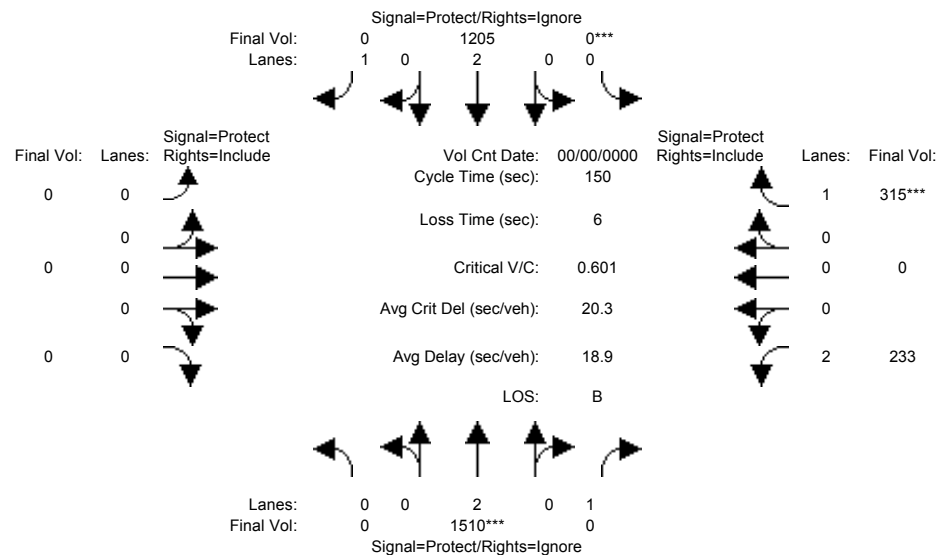 Signal=Protect/Rights=Ignore
Final Vol: 0 1205 0***
Lanes: 1 0 2 0 0
Signal=Protect Signal=Protect
Final Vol: Lanes: Rights=Include Vol Cnt Date: 00/00/0000 Rights=Include Lanes: Final Vol:
Cycle Time (sec): 150
0 0 1 315***
Loss Time (sec): 6
0 0
0 0 Critical V/C: 0.601 0 0
0 Avg Crit Del (sec/veh): 20.3 0
0 0 Avg Delay (sec/veh): 18.9 2 233
LOS: B
Lanes: 0 0 2 0 1
Final Vol: 0 1510*** 0
Signal=Protect/Rights=Ignore